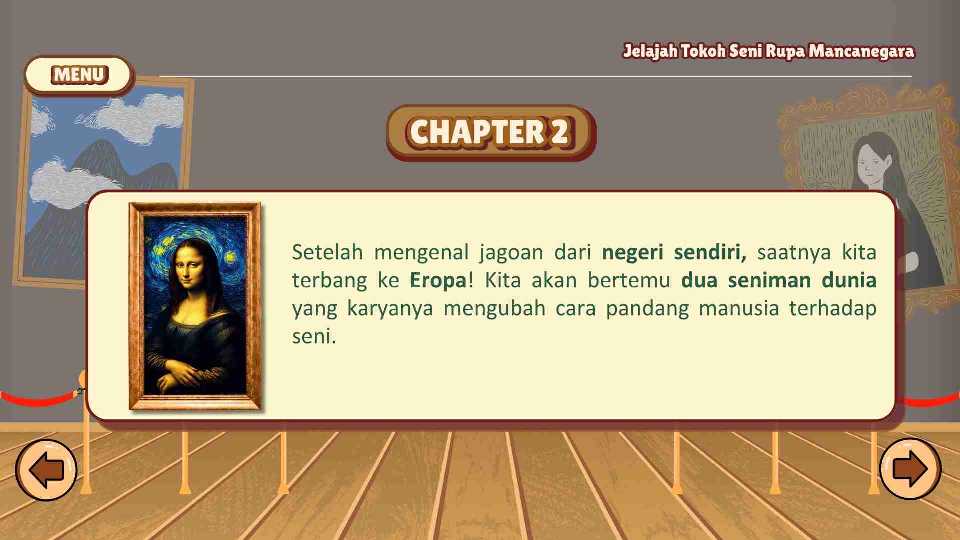 Jelajah Tokoh Seni Rupa Mancanegara
MENU
CHAPTER 2
Setelah mengenal jagoan dari negeri sendiri, saatnya kita
terbang ke Eropa! Kita akan bertemu dua seniman dunia
yang karyanya mengubah cara pandang manusia terhadap
seni.